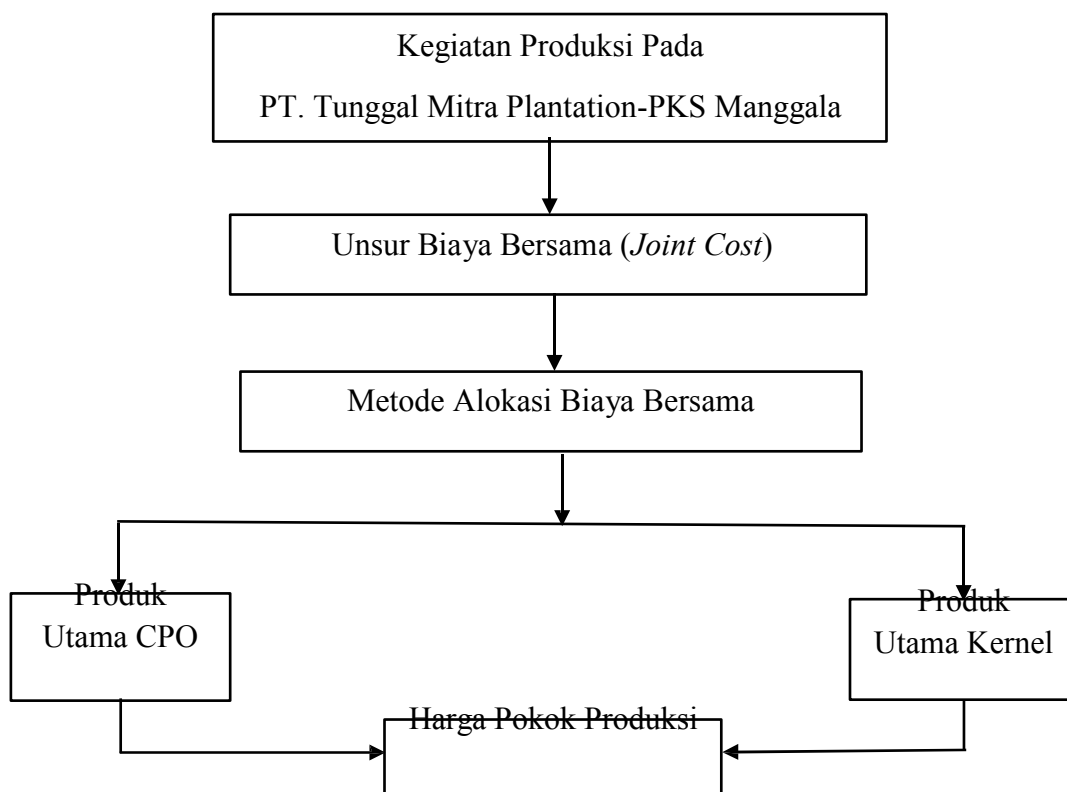 Kegiatan Produksi Pada
PT. Tunggal Mitra Plantation-PKS Manggala
Unsur Biaya Bersama (Joint Cost)
Metode Alokasi Biaya Bersama
Produk
Utama CPO
Produk
Utama Kernel
Harga Pokok Produksi